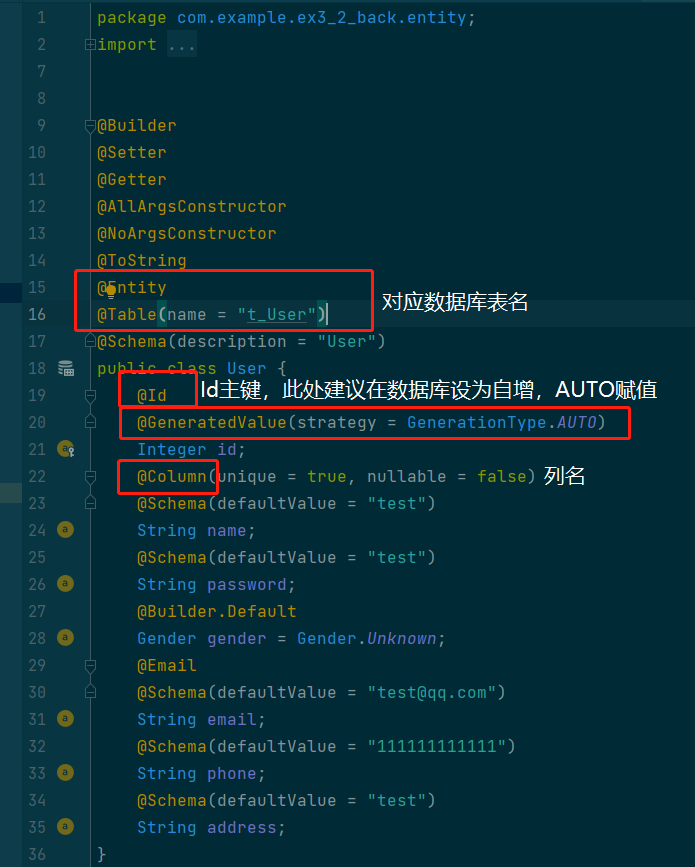 1 package com.example.ex3_2_back.entity;
2 import ...
7
8
9 @Builder
10 @Setter
11 @Getter
12 @AllArgsConstructor
13 @NoArgsConstructor
14 @ToString
15 @Entity
16 @Table(name = "t_User") 对应数据库表名
17 @Schema(description = "User")
18 public class User {
19 @Id Id主键，此处建议在数据库设为自增，AUTO赋值
20 @GeneratedValue(strategy = GenerationType.AUTO)
21 Integer id;
22 @Column(unique = true, nullable = false) 列名
23 @Schema(defaultValue = "test")
24 String name;
25 @Schema(defaultValue = "test")
26 String password;
27 @Builder.Default
28 Gender gender = Gender.Unknown;
29 @Email
30 @Schema(defaultValue = "test@qq.com")
31 String email;
32 @Schema(defaultValue = "111111111111")
33 String phone;
34 @Schema(defaultValue = "test")
35 String address;
36 }